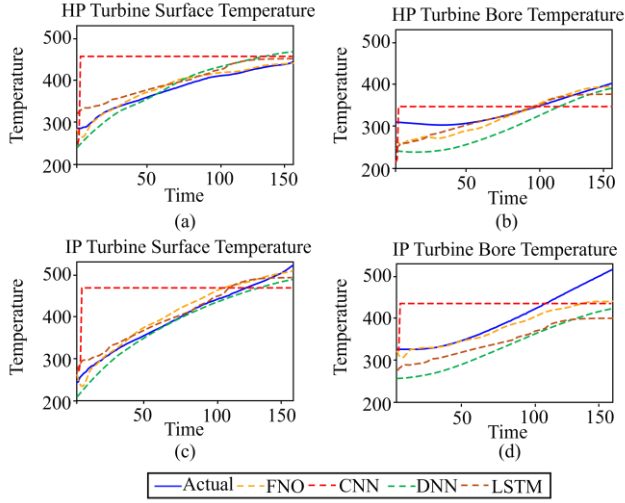 HP Turbine Surface Temperature
500
400
300
200
Temperature
50
100
150
Time
(a)
HP Turbine Bore Temperature
500
400
300
200
Temperature
50
100
150
Time
(b)
IP Turbine Surface Temperature
500
400
300
200
Temperature
50
100
150
Time
(c)
IP Turbine Bore Temperature
500
400
300
200
Temperature
50
100
150
Time
(d)
Actual FNO CNN DNN LSTM